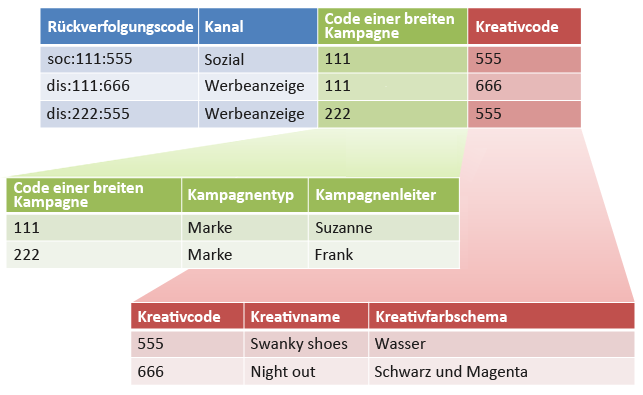 Rückverfolgungscode Kanal Code einer breiten Kampagne Kreativcode
soc:111:555 Sozial 111 555
dis:111:666 Werbeanzeige 111 666
dis:222:555 Werbeanzeige 222 555
Code einer breiten Kampagne Kampagnentyp Kampagnenleiter
111 Marke Suzanne
222 Marke Frank
Kreativcode Kreativname Kreativfarbschema
555 Swanky shoes Wasser
666 Night out Schwarz und Magenta